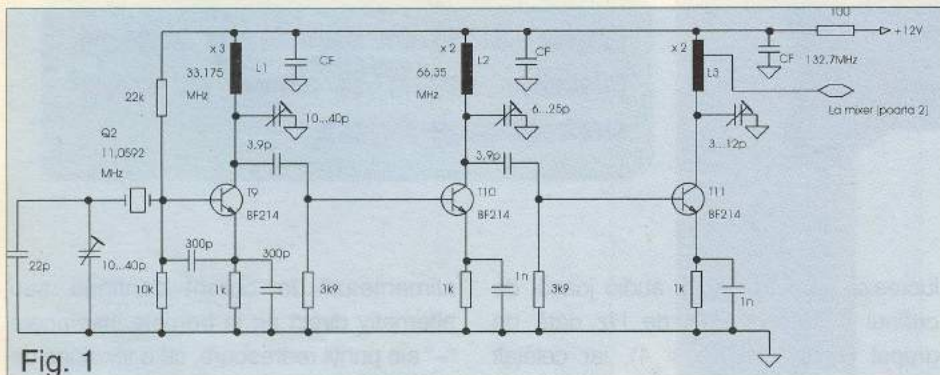 100
+12V
x 3
33,175
MHz
L1
CF
x 2
66,35
MHz
L2
CF
x 2
L3
CF
132,7MHz
La mixer [poarta 2]
22k
10...40p
6...25p
3...12p
Q2
11,0592
MHz
3,9p
3,9p
T9
BF214
T10
BF214
T11
BF214
22p
10...40p
300p
300p
10k
1k
3k9
1k
1n
3k9
1k
1n
Fig. 1